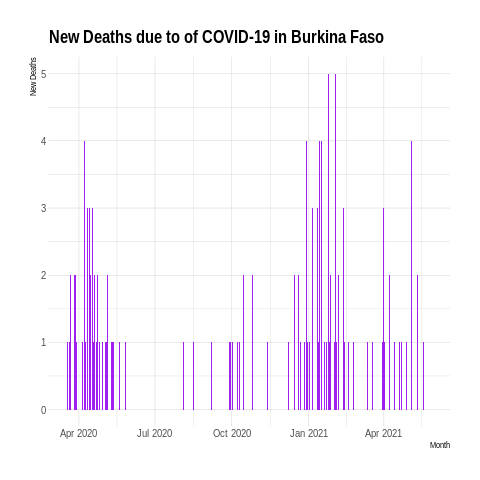 New Deaths due to of COVID-19 in Burkina Faso
New Deaths
5
4
3
2
1
0
Apr 2020 Jul 2020 Oct 2020 Jan 2021 Apr 2021
Month